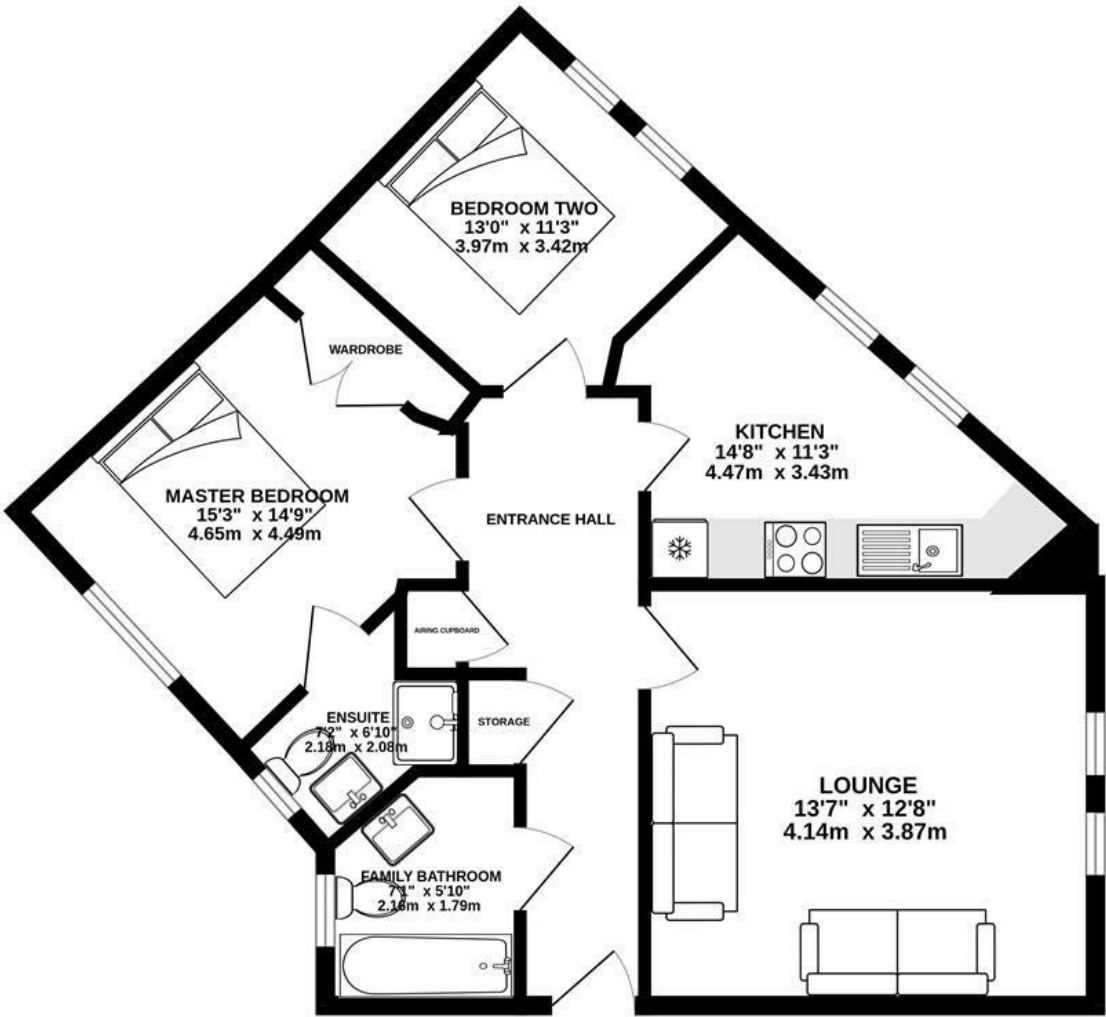 BEDROOM TWO
13'0" x 11'3"
3.97m x 3.42m
WARDROBE
KITCHEN
14'8" x 11'3"
4.47m x 3.43m
MASTER BEDROOM
15'3" x 14'9"
4.65m x 4.49m
ENTRANCE HALL
AIRING CUPBOARD
ENSUITE
7'2" x 6'10"
2.18m x 2.08m
STORAGE
LOUNGE
13'7" x 12'8"
4.14m x 3.87m
FAMILY BATHROOM
7'1" x 5'10"
2.16m x 1.79m